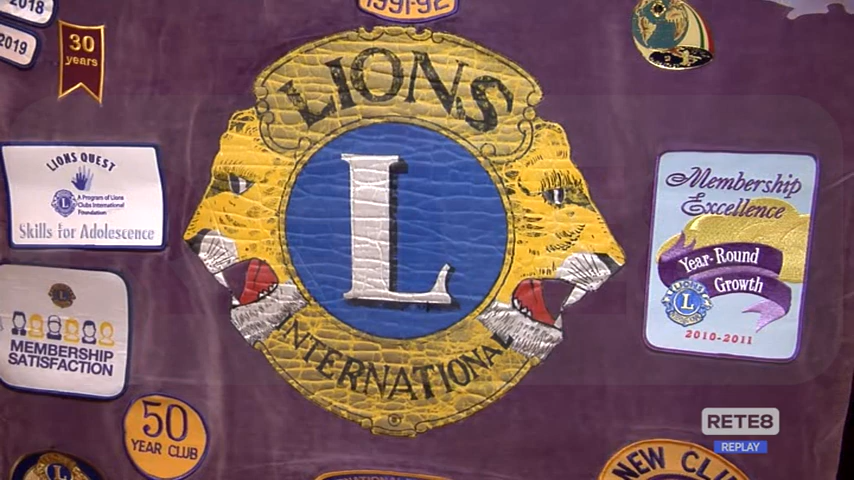 2018
2019
30
years
1991-92
LIONS
L
INTERNATIONAL
LIONS QUEST
A Program of Lions
Clubs International
Foundation
Skills for Adolescence
MEMBERSHIP
SATISFACTION
50
YEAR CLUB
Membership
Excellence
Year-Round
Growth
LIONS
L
2010-2011
NEW CLU
RETE8
REPLAY